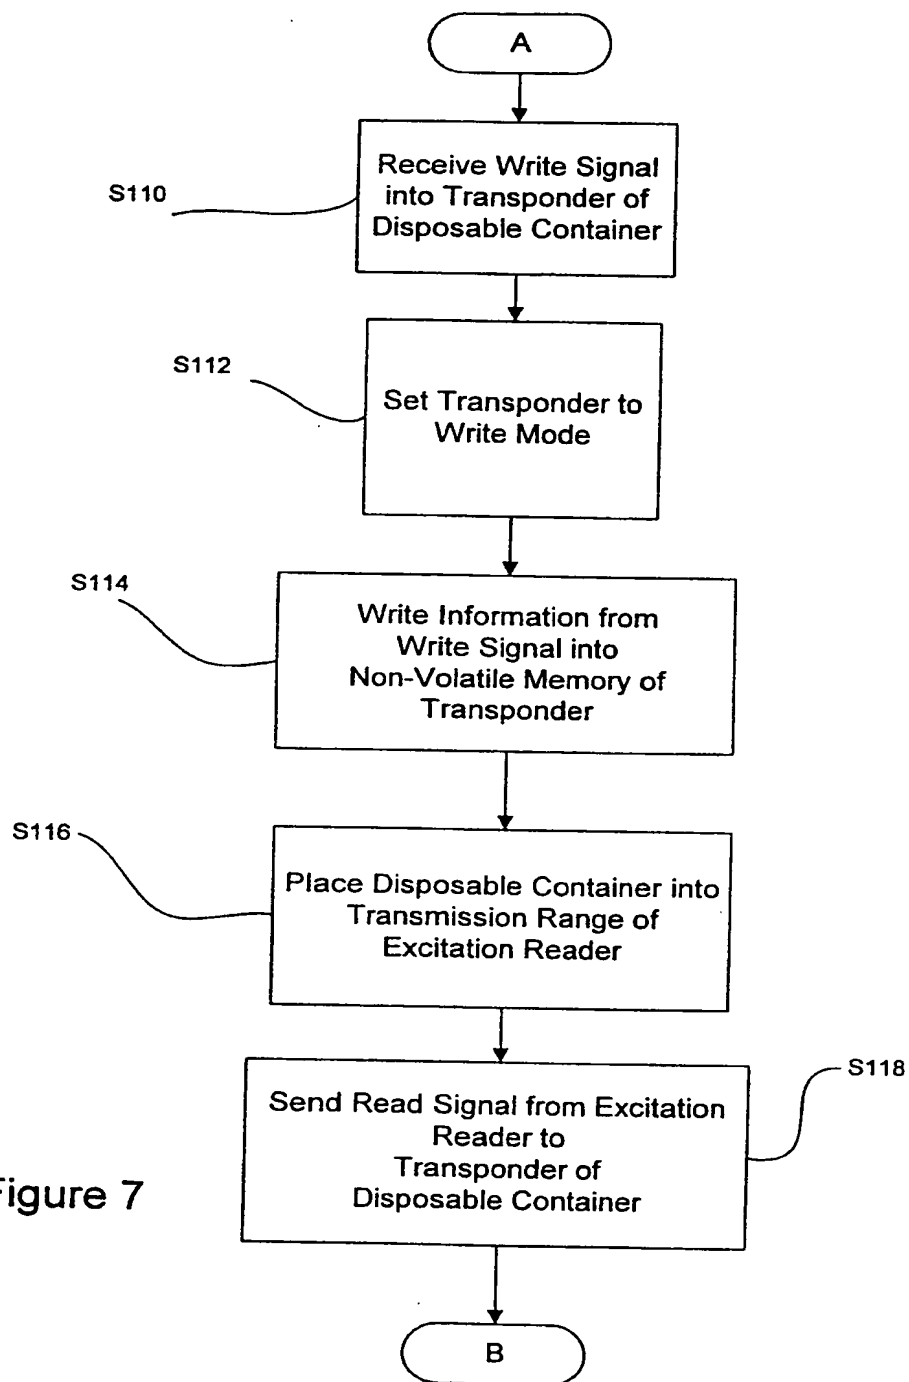 A
S110
Receive Write Signal
into Transponder of
Disposable Container
S112
Set Transponder to
Write Mode
S114
Write Information from
Write Signal into
Non-Volatile Memory of
Transponder
S116
Place Disposable Container into
Transmission Range of
Excitation Reader
S118
Send Read Signal from Excitation
Reader to
Transponder of
Disposable Container
Figure 7
B